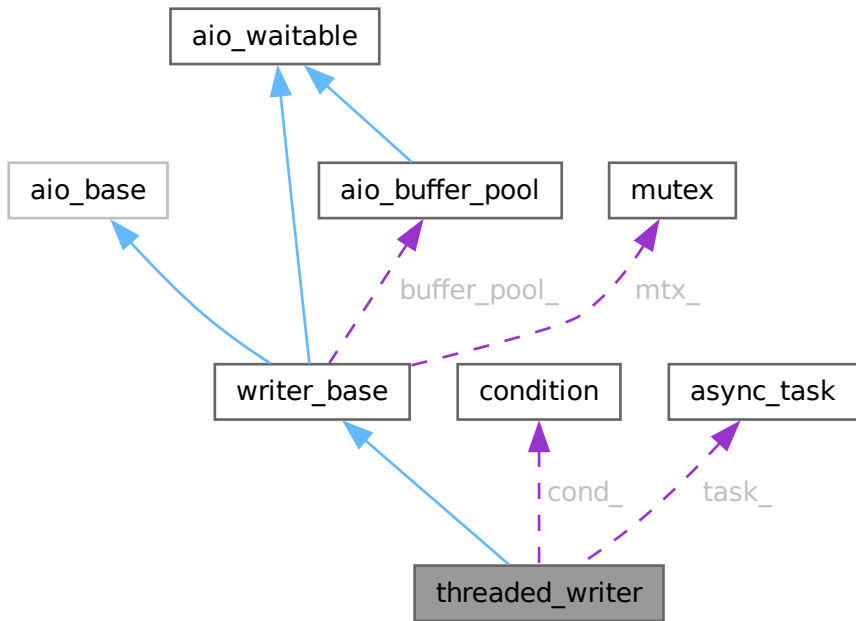 aio_waitable
aio_base
aio_buffer_pool
mutex
buffer_pool_
mtx_
writer_base
condition
async_task
cond_
task_
threaded_writer